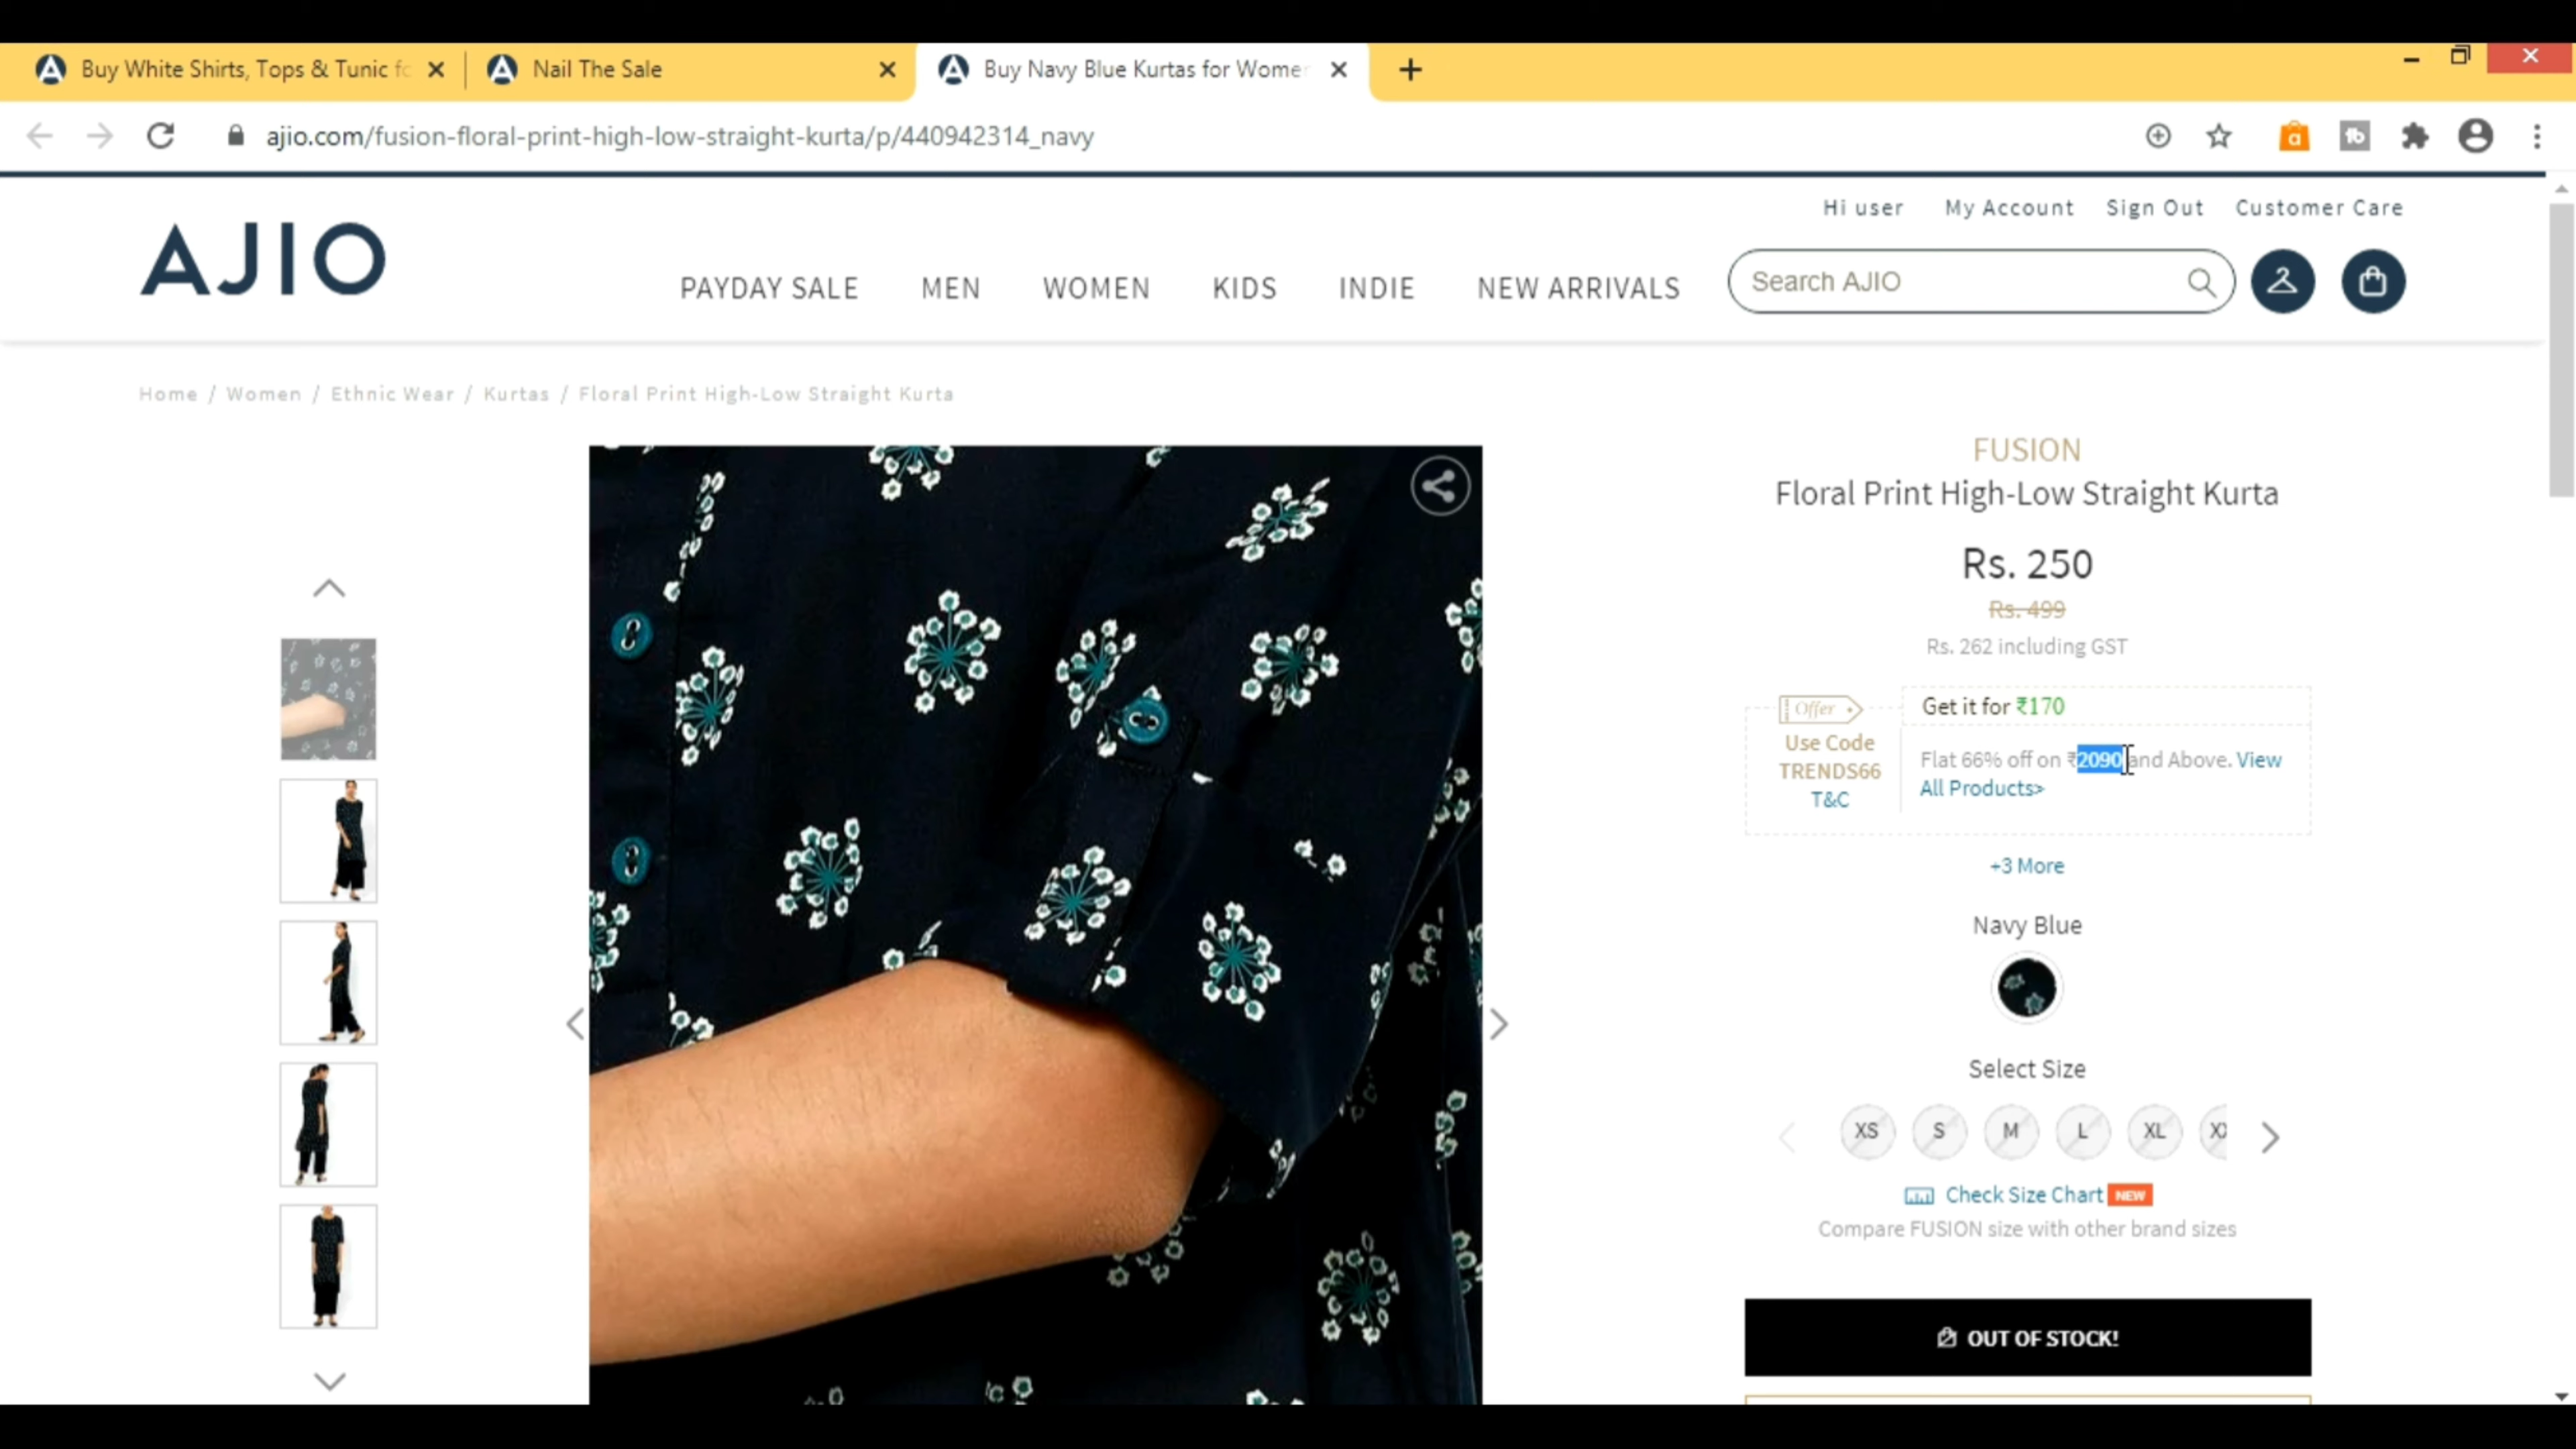 Buy White Shirts, Tops & Tunic fo
Nail The Sale
Buy Navy Blue Kurtas for Women
ajio.com/fusion-floral-print-high-low-straight-kurta/p/440942314_navy
Hi user My Account Sign Out Customer Care
AJIO
PAYDAY SALE MEN WOMEN KIDS INDIE NEW ARRIVALS
Search AJIO
Home / Women / Ethnic Wear / Kurtas / Floral Print High-Low Straight Kurta
FUSION
Floral Print High-Low Straight Kurta
Rs. 250
Rs. 499
Rs. 262 including GST
Offer
Use Code
TRENDS66
T&C
Get it for ₹170
Flat 66% off on ₹2090 and Above. View
All Products>
+3 More
Navy Blue
Select Size
XS S M L XL XX
Check Size Chart NEW
Compare FUSION size with other brand sizes
OUT OF STOCK!